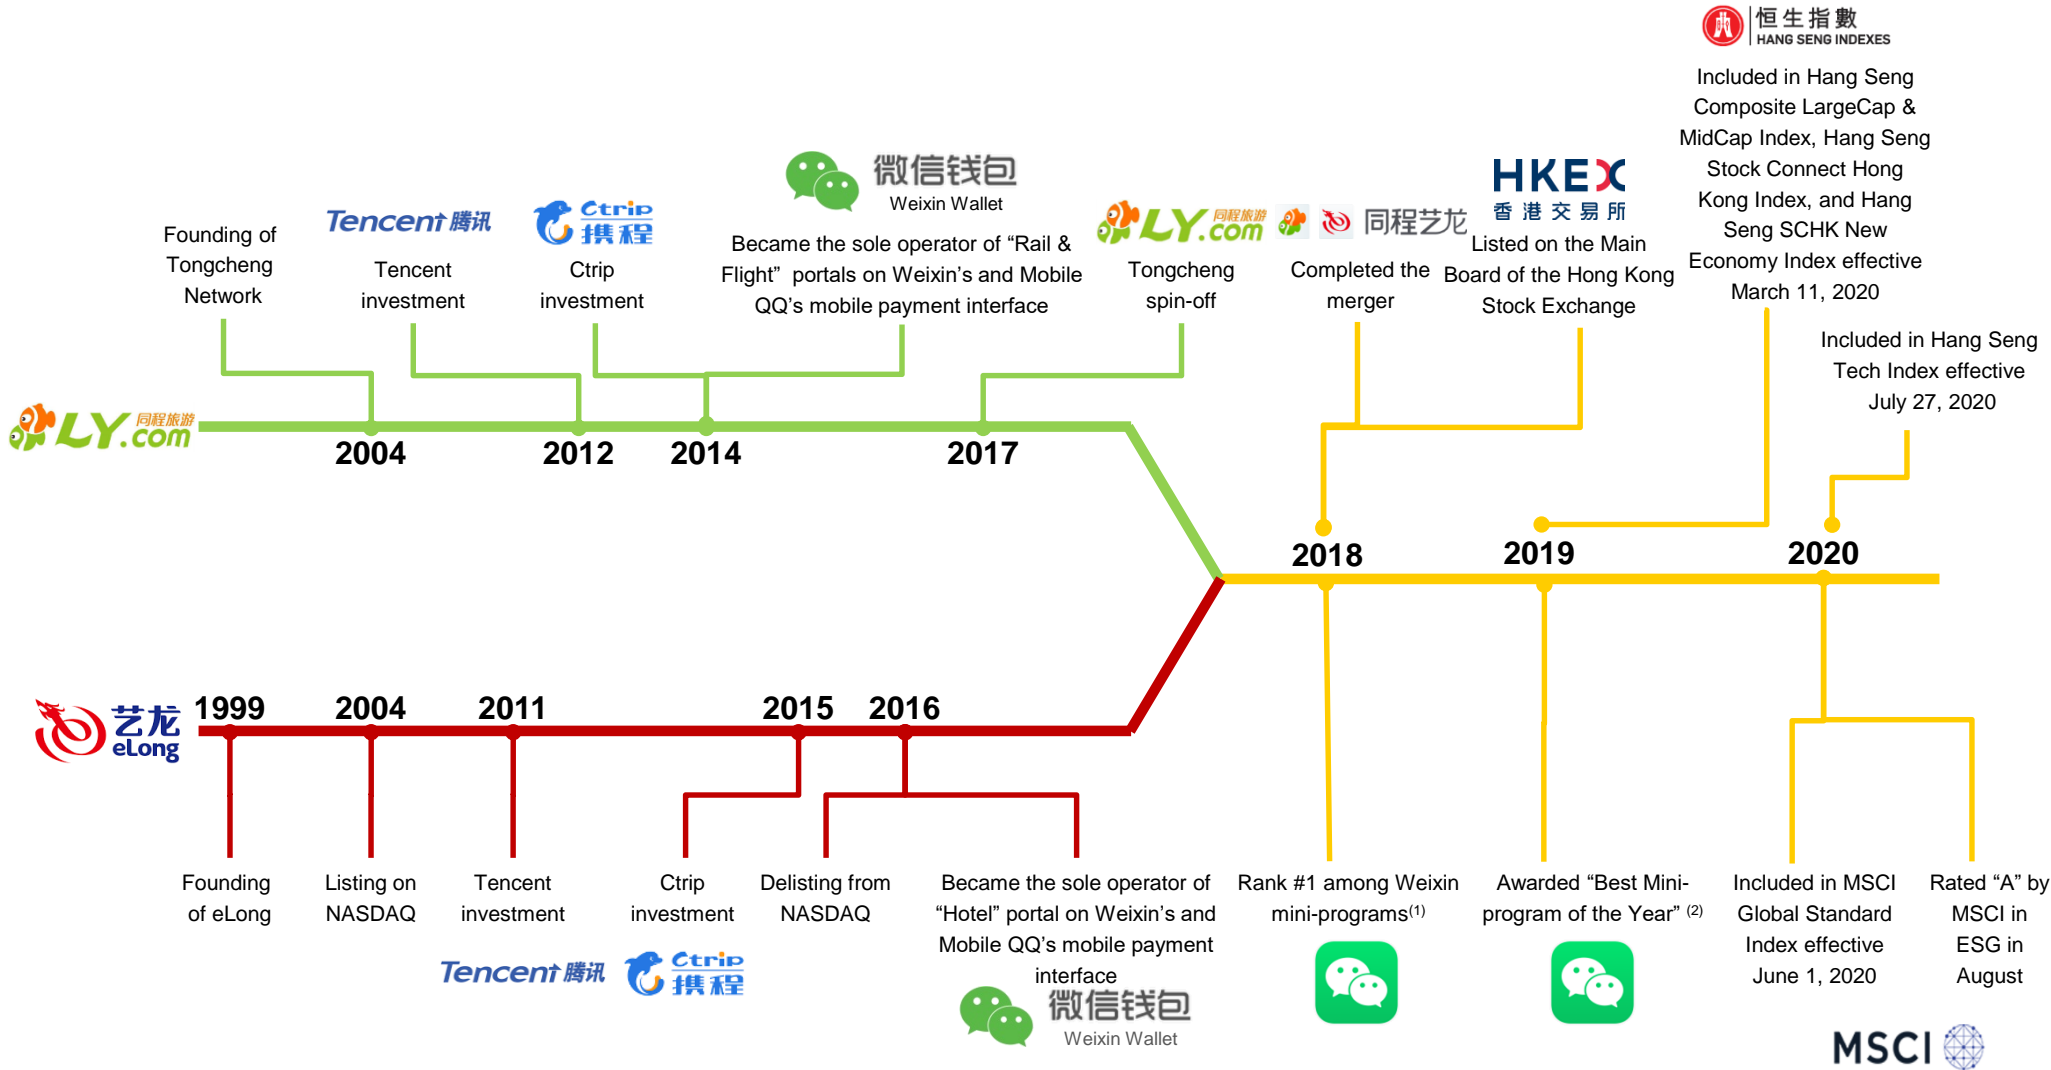 恒生指數
HANG SENG INDEXES
Included in Hang Seng
Composite LargeCap &
MidCap Index, Hang Seng
Stock Connect Hong
Kong Index, and Hang
Seng SCHK New
Economy Index effective
March 11, 2020
Founding of
Tongcheng
Network
Tencent 腾讯
Tencent
investment
Ctrip
携程
Ctrip
investment
微信钱包
Weixin Wallet
Became the sole operator of “Rail &
Flight” portals on Weixin’s and Mobile
QQ’s mobile payment interface
LY.com 同程旅游
Tongcheng
spin-off
同程艺龙
Completed the
merger
HKEX
香港交易所
Listed on the Main
Board of the Hong Kong
Stock Exchange
Included in Hang Seng
Tech Index effective
July 27, 2020
LY.com 同程旅游
2004
2012
2014
2017
2018
2019
2020
艺龙
eLong
1999
2004
2011
2015
2016
Founding
of eLong
Listing on
NASDAQ
Tencent
investment
Tencent 腾讯
Ctrip
investment
Ctrip
携程
Delisting from
NASDAQ
Became the sole operator of
“Hotel” portal on Weixin’s and
Mobile QQ’s mobile payment
interface
微信钱包
Weixin Wallet
Rank #1 among Weixin
mini-programs(1)
Awarded “Best Mini-
program of the Year” (2)
Included in MSCI
Global Standard
Index effective
June 1, 2020
Rated “A” by
MSCI in
ESG in
August
MSCI